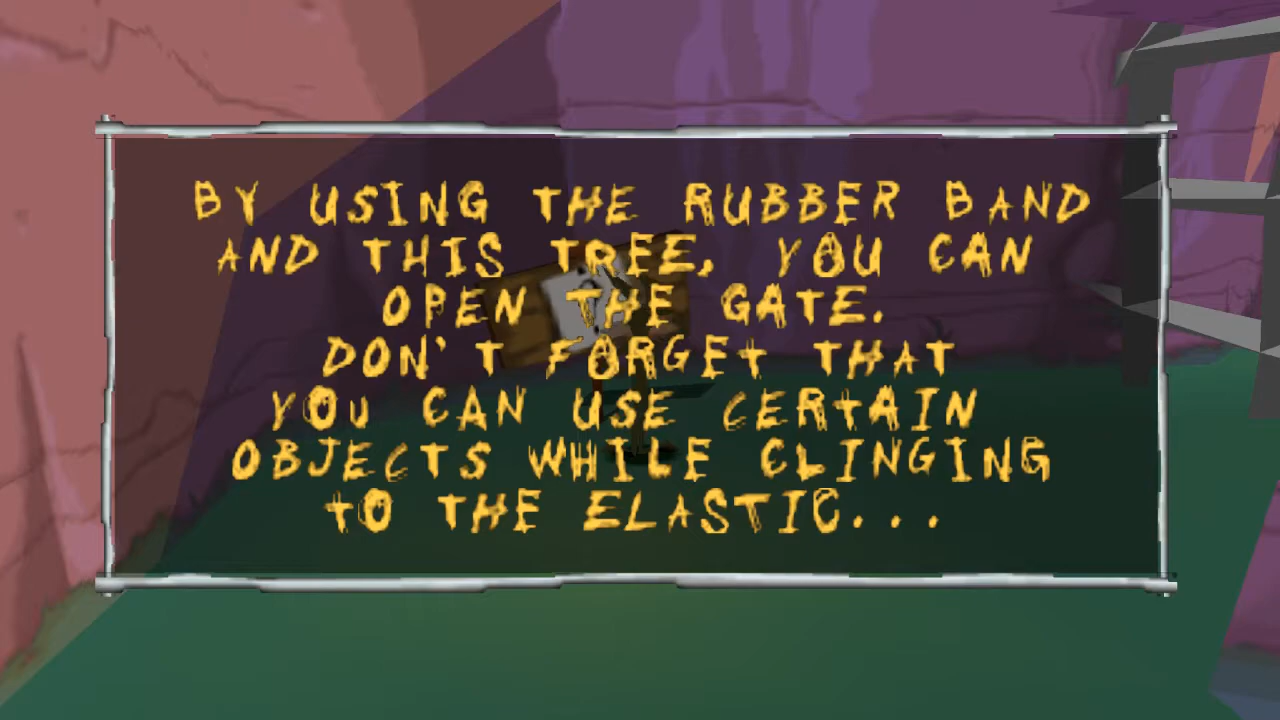 BY USING THE RUBBER BAND
AND THIS TREE, YOU CAN
OPEN THE GATE.
DON'T FORGET THAT
YOU CAN USE CERTAIN
OBJECTS WHILE CLINGING
TO THE ELASTIC...